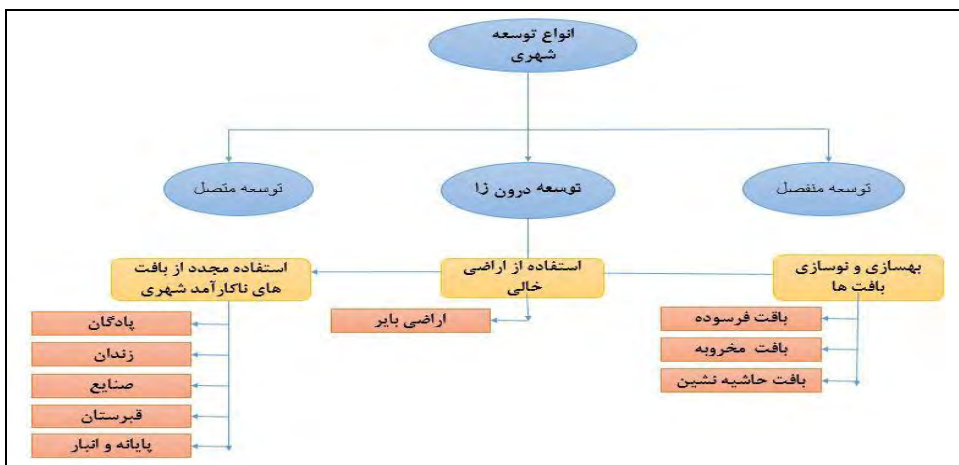 انواع توسعه
شهری
توسعه منفصل
توسعه درون زا
توسعه متصل
بهسازی و نوسازی
بافت ها
استفاده از اراضی
خالی
استفاده مجدد از بافت
های ناکارآمد شهری
باقت فرسوده
بافت مخروبه
بافت حاشیه نشین
اراضی بایر
پادگان
زندان
صنایع
قبرستان
پایانه و انبار